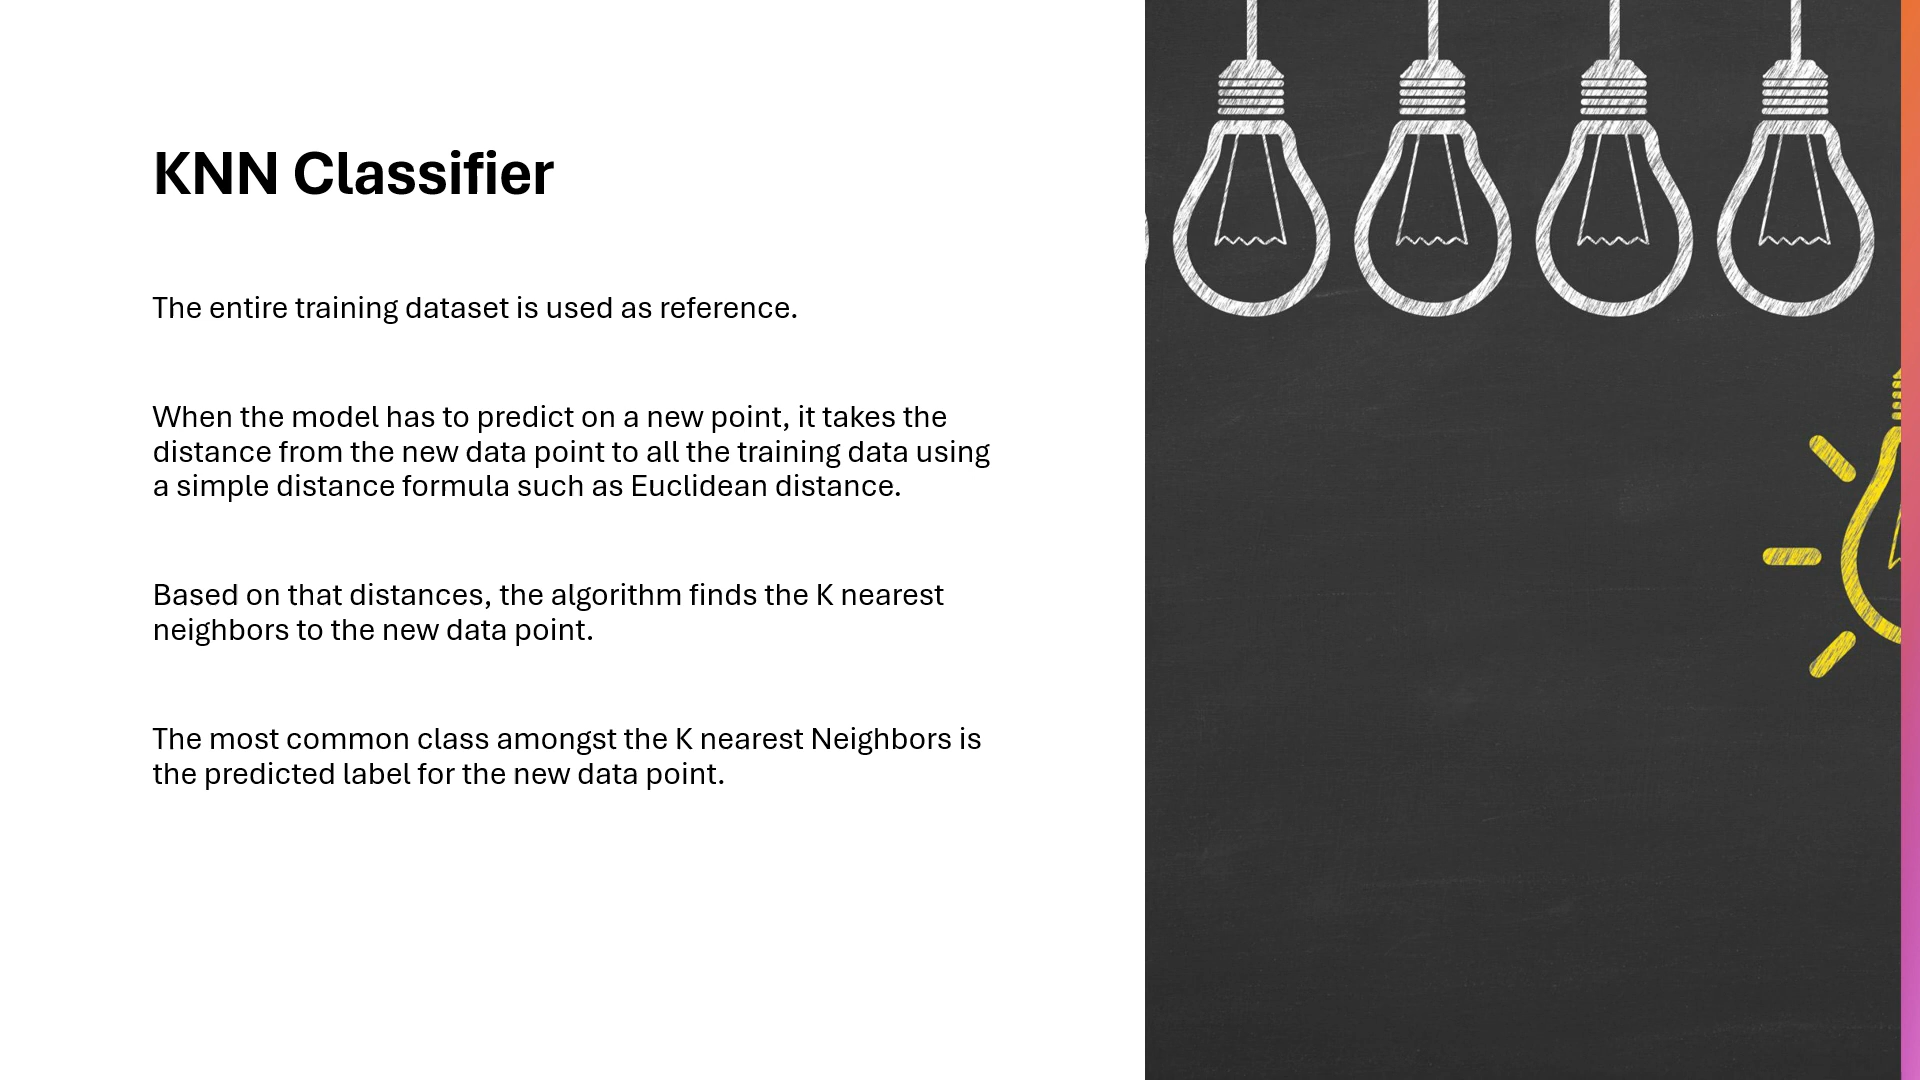 KNN Classifier
The entire training dataset is used as reference.
When the model has to predict on a new point, it takes the
distance from the new data point to all the training data using
a simple distance formula such as Euclidean distance.
Based on that distances, the algorithm finds the K nearest
neighbors to the new data point.
The most common class amongst the K nearest Neighbors is
the predicted label for the new data point.